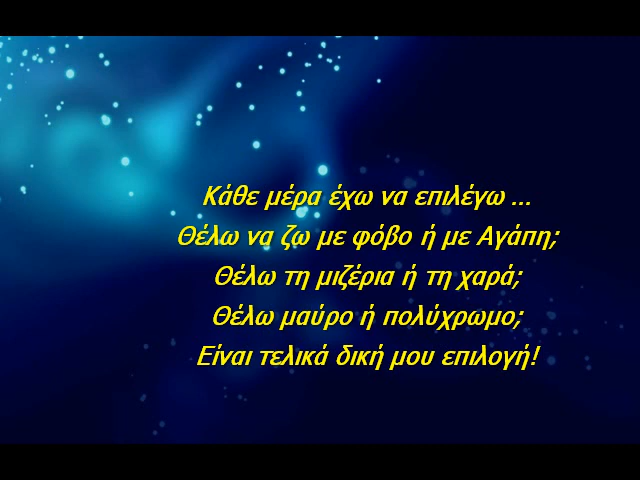 Κάθε μέρα έχω να επιλέγω ...
Θέλω να ζω με φόβο ή με Αγάπη;
Θέλω τη μιζέρια ή τη χαρά;
Θέλω μαύρο ή πολύχρωμο;
Είναι τελικά δική μου επιλογή!